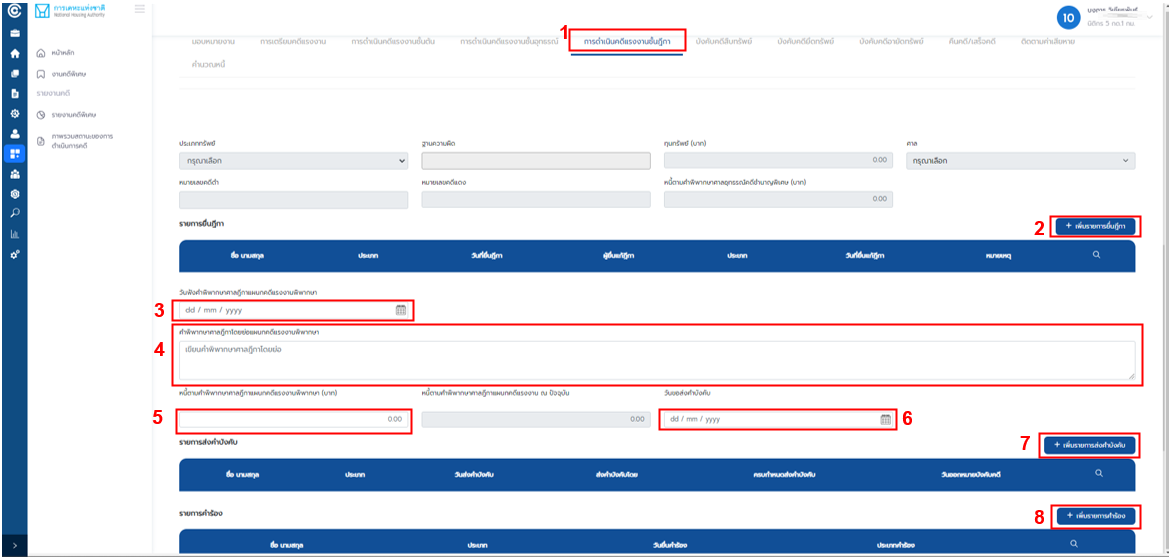 การเคหะแห่งชาติ
National Housing Authority
10
นิติกร 5 กด.1 กม.
หน้าหลัก
งานคดีพิเศษ
รายงานคดี
รายงานคดีพิเศษ
ภาพรวมสถานะของการ
ดำเนินการคดี
1
มอบหมายงาน การเตรียมคดีแรงงาน การดำเนินคดีแรงงานชั้นต้น การดำเนินคดีแรงงานชั้นอุทธรณ์ การดำเนินคดีแรงงานชั้นฎีกา บังคับคดีสืบทรัพย์ บังคับคดียึดทรัพย์ บังคับคดีอายัดทรัพย์ คืนคดี/เสร็จคดี ติดตามค่าเสียหาย
คำนวณหนี้
ประเภททรัพย์ ฐานความผิด ทุนทรัพย์ (บาท) ศาล
กรุณาเลือก 0.00 กรุณาเลือก
หมายเลขคดีดำ หมายเลขคดีแดง หนี้ตามคำพิพากษาศาลอุทธรณ์คดีชำนาญพิเศษ (บาท)
0.00
รายการยื่นฎีกา 2 + เพิ่มรายการยื่นฎีกา
ชื่อ นามสกุล ประเภท วันที่ยื่นฎีกา ผู้ยื่นแก้ฎีกา ประเภท วันที่ยื่นแก้ฎีกา หมายเหตุ
วันฟังคำพิพากษาศาลฎีกาแผนกคดีแรงงานพิพากษา
3 dd / mm / yyyy
คำพิพากษาศาลฎีกาโดยย่อแผนกคดีแรงงานพิพากษา
4 เขียนคำพิพากษาศาลฎีกาโดยย่อ
หนี้ตามคำพิพากษาศาลฎีกาแผนกคดีแรงงานพิพากษา (บาท) หนี้ตามคำพิพากษาศาลฎีกาแผนกคดีแรงงาน ณ ปัจจุบัน วันขอส่งคำบังคับ
5 0.00 0.00 dd / mm / yyyy 6
รายการส่งคำบังคับ 7 + เพิ่มรายการส่งคำบังคับ
ชื่อ นามสกุล ประเภท วันส่งคำบังคับ ส่งคำบังคับโดย ครบกำหนดส่งคำบังคับ วันออกหมายบังคับคดี
รายการคำร้อง 8 + เพิ่มรายการคำร้อง
ชื่อ นามสกุล ประเภท วันยื่นคำร้อง ประเภทคำร้อง